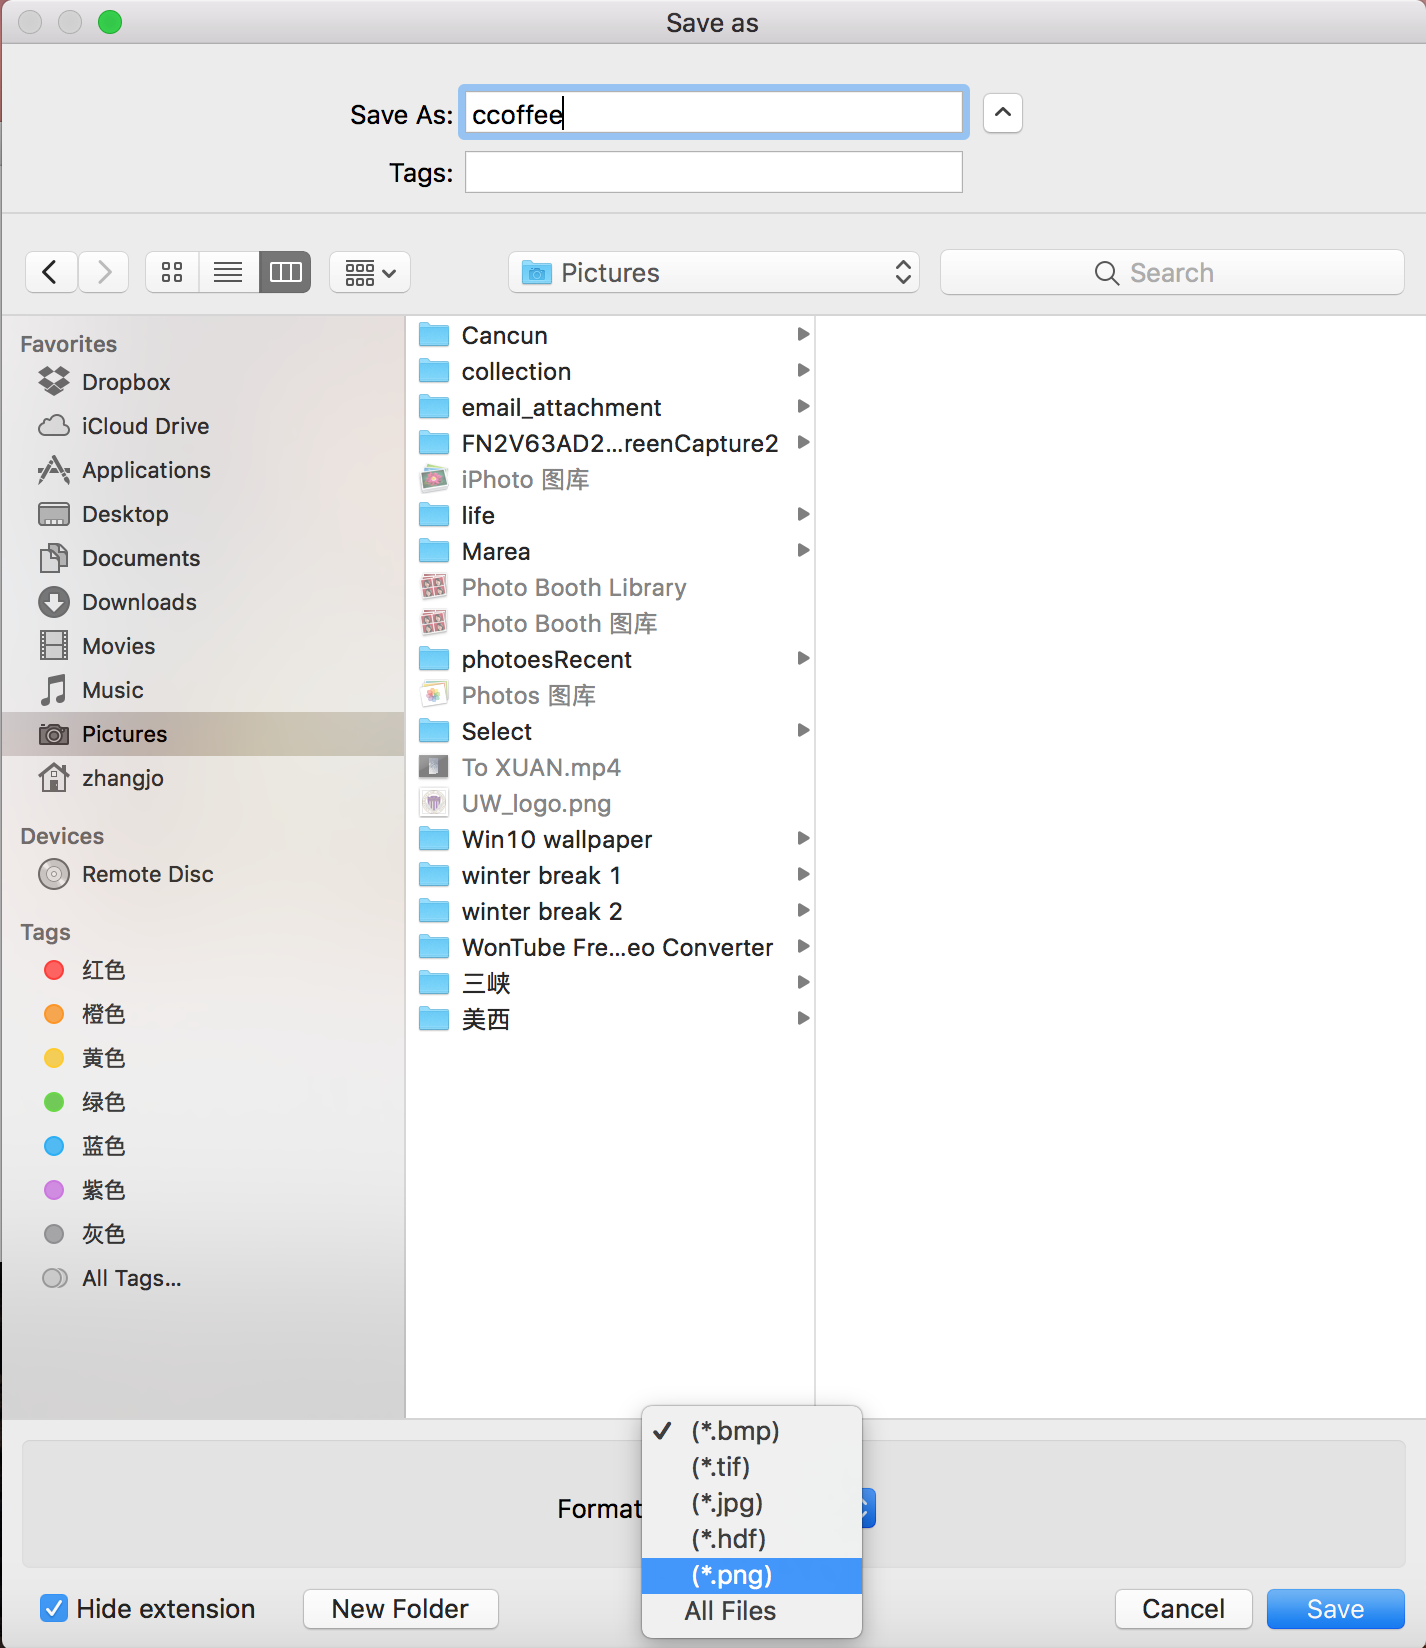 Save as
Save As: ccoffee
Tags:
Pictures
Search
Favorites
Dropbox
iCloud Drive
Applications
Desktop
Documents
Downloads
Movies
Music
Pictures
zhangjo
Devices
Remote Disc
Tags
红色
橙色
黄色
绿色
蓝色
紫色
灰色
All Tags...
Cancun
collection
email_attachment
FN2V63AD2...reenCapture2
iPhoto 图库
life
Marea
Photo Booth Library
Photo Booth 图库
photoesRecent
Photos 图库
Select
To XUAN.mp4
UW_logo.png
Win10 wallpaper
winter break 1
winter break 2
WonTube Fre...eo Converter
三峡
美西
Format
(*.bmp)
(*.tif)
(*.jpg)
(*.hdf)
(*.png)
All Files
Hide extension
New Folder
Cancel
Save